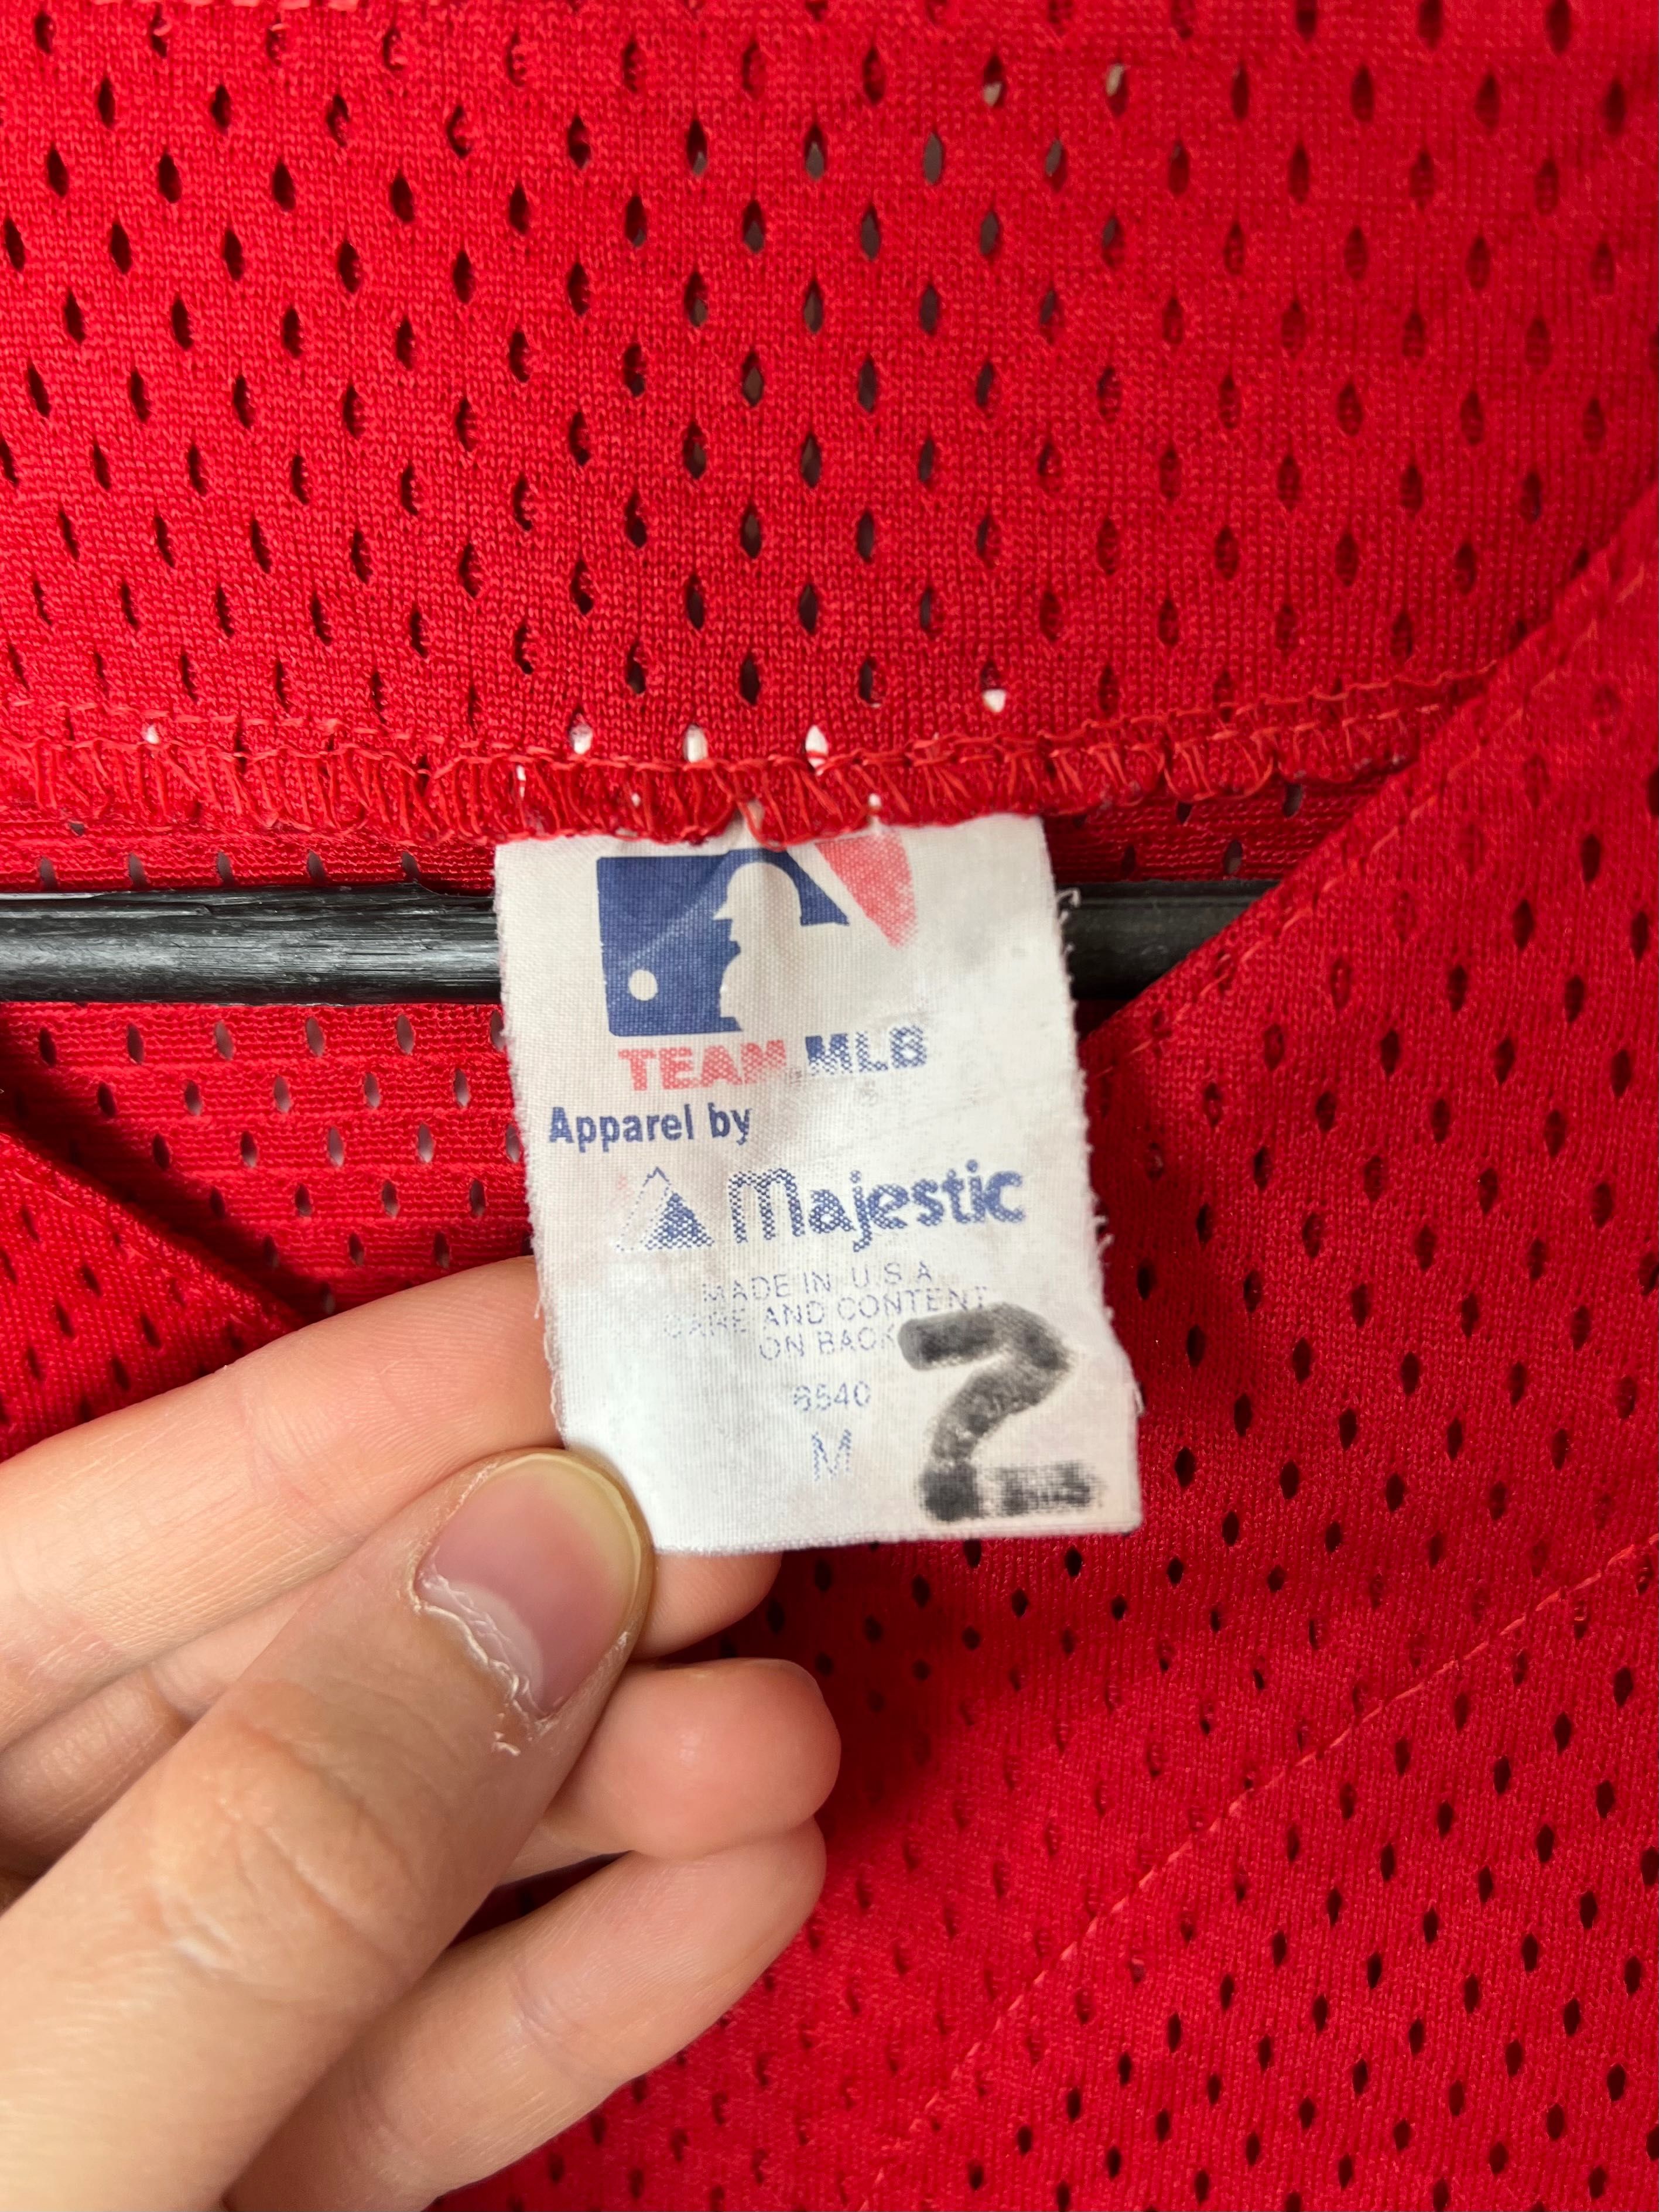 TEAM MLB
®
Apparel by
Majestic
MADE IN U.S.A.
CARE AND CONTENT
ON BACK
6540
M
2